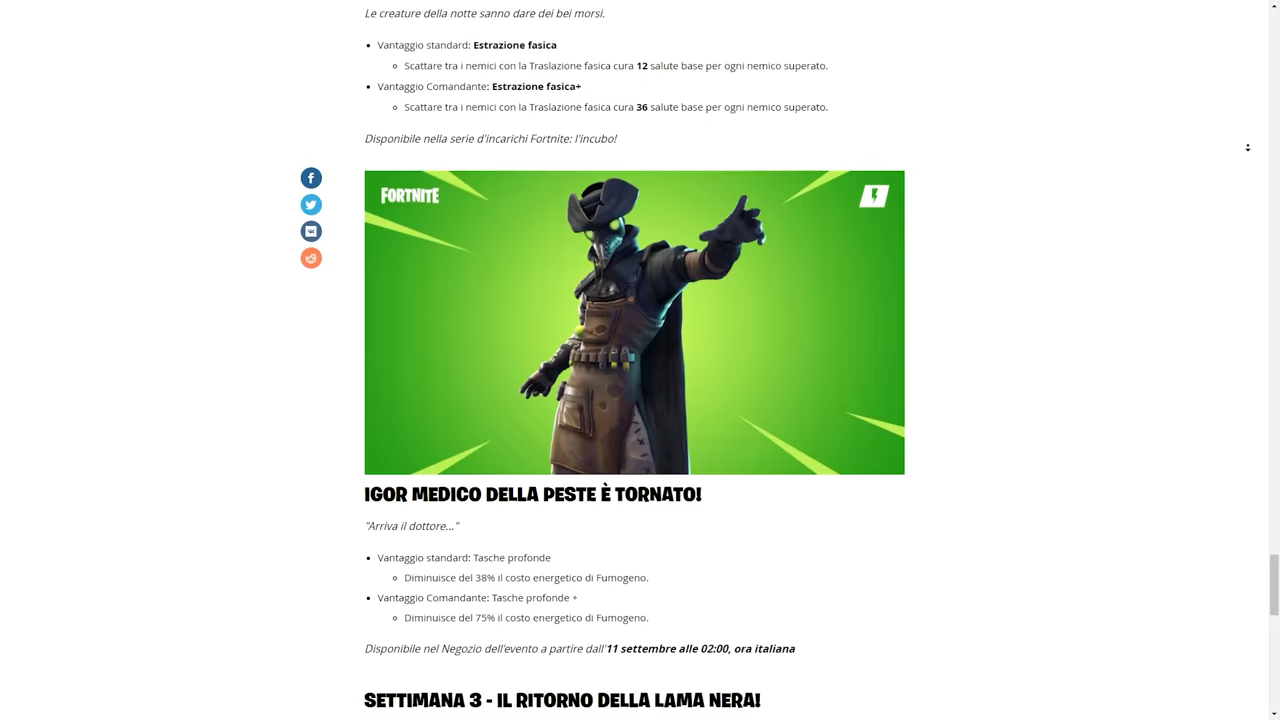 Le creature della notte sanno dare dei bei morsi.
Vantaggio standard: Estrazione fasica
Scattare tra i nemici con la Traslazione fasica cura 12 salute base per ogni nemico superato.
Vantaggio Comandante: Estrazione fasica+
Scattare tra i nemici con la Traslazione fasica cura 36 salute base per ogni nemico superato.
Disponibile nella serie d'incarichi Fortnite: l'incubo!
FORTNITE
IGOR MEDICO DELLA PESTE È TORNATO!
"Arriva il dottore..."
Vantaggio standard: Tasche profonde
Diminuisce del 38% il costo energetico di Fumogeno.
Vantaggio Comandante: Tasche profonde +
Diminuisce del 75% il costo energetico di Fumogeno.
Disponibile nel Negozio dell'evento a partire dall'11 settembre alle 02:00, ora italiana
SETTIMANA 3 - IL RITORNO DELLA LAMA NERA!